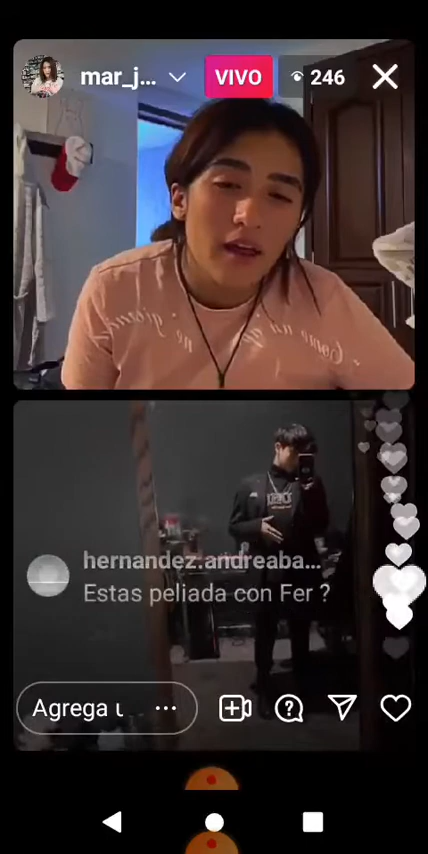 mar_j...
VIVO
246
hernandez.andreaba...
Estas peliada con Fer ?
Agrega